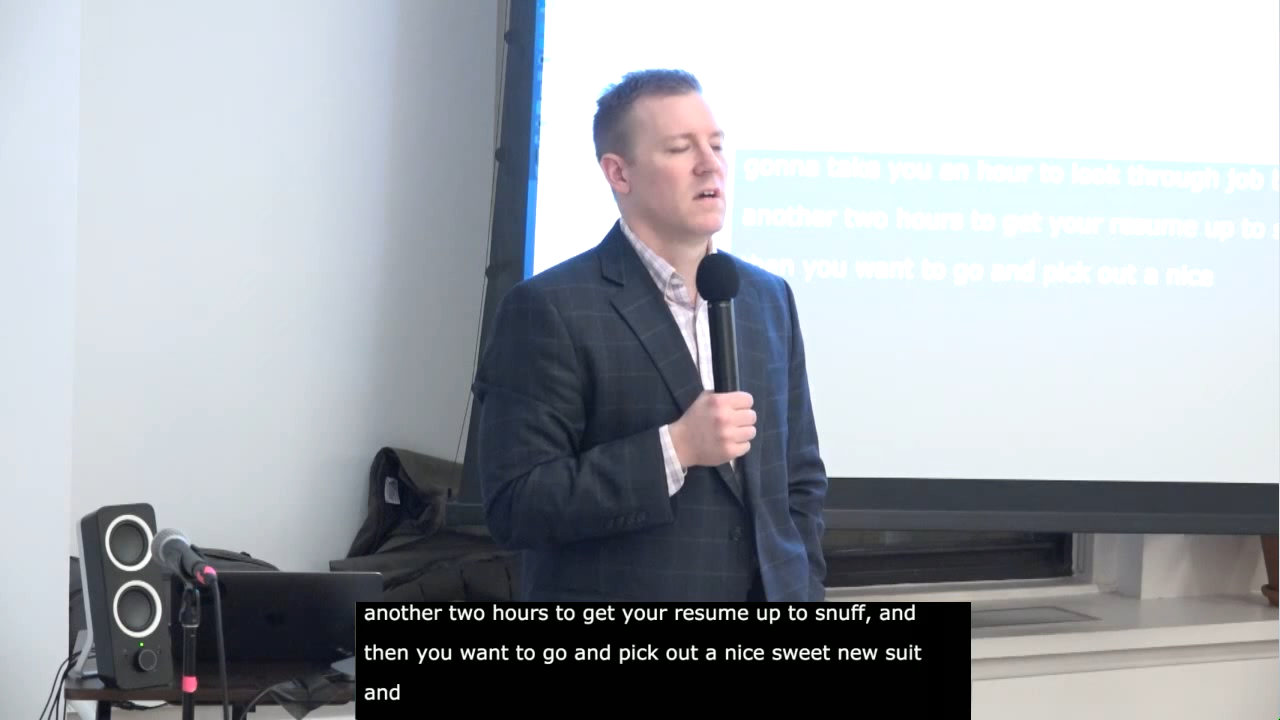 gonna take you an hour to look through job
another two hours to get your resume up to
you want to go and pick out a nice
another two hours to get your resume up to snuff, and
then you want to go and pick out a nice sweet new suit
and